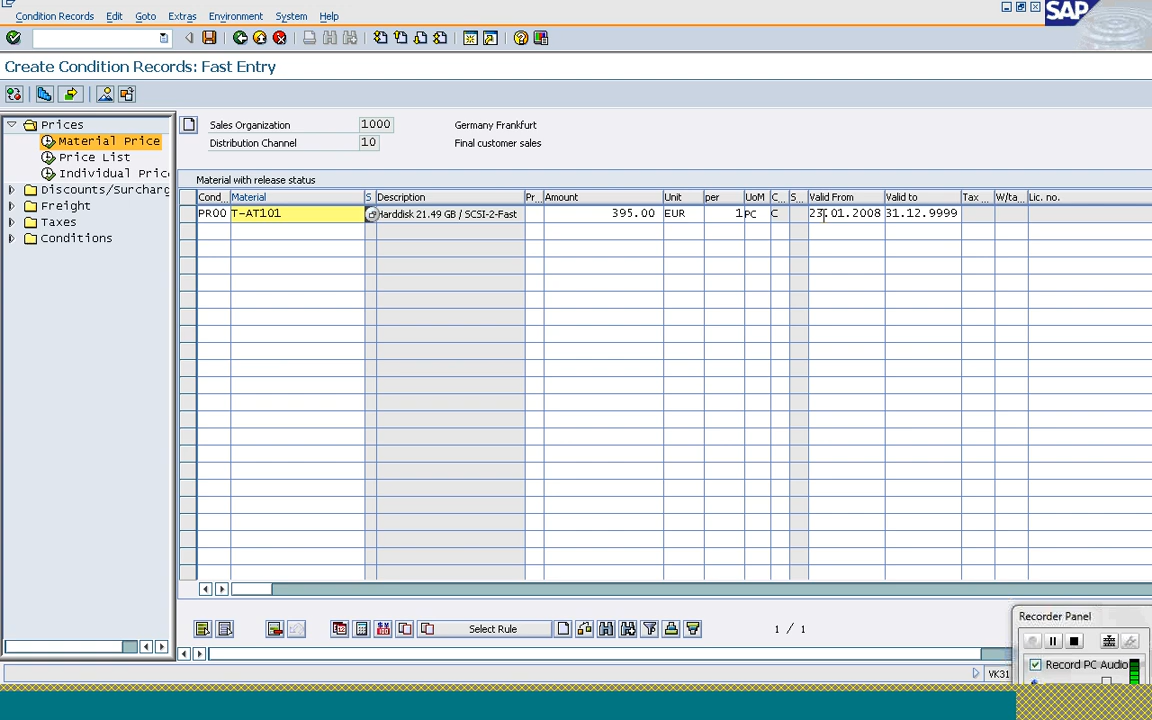 Condition Records Edit Goto Extras Environment System Help
SAP
Create Condition Records: Fast Entry
Prices
Material Price
Price List
Individual Pric
Discounts/Surcharg
Freight
Taxes
Conditions
Sales Organization 1000 Germany Frankfurt
Distribution Channel 10 Final customer sales
Material with release status
Cond... Material S Description Pr... Amount Unit per UoM C... S... Valid From Valid to Tax ... W/ta... Lic. no.
PR00 T-AT101 Harddisk 21.49 GB / SCSI-2-Fast 395.00 EUR 1 PC C 23.01.2008 31.12.9999
Select Rule 1 / 1
VK31
Recorder Panel
Record PC Audio